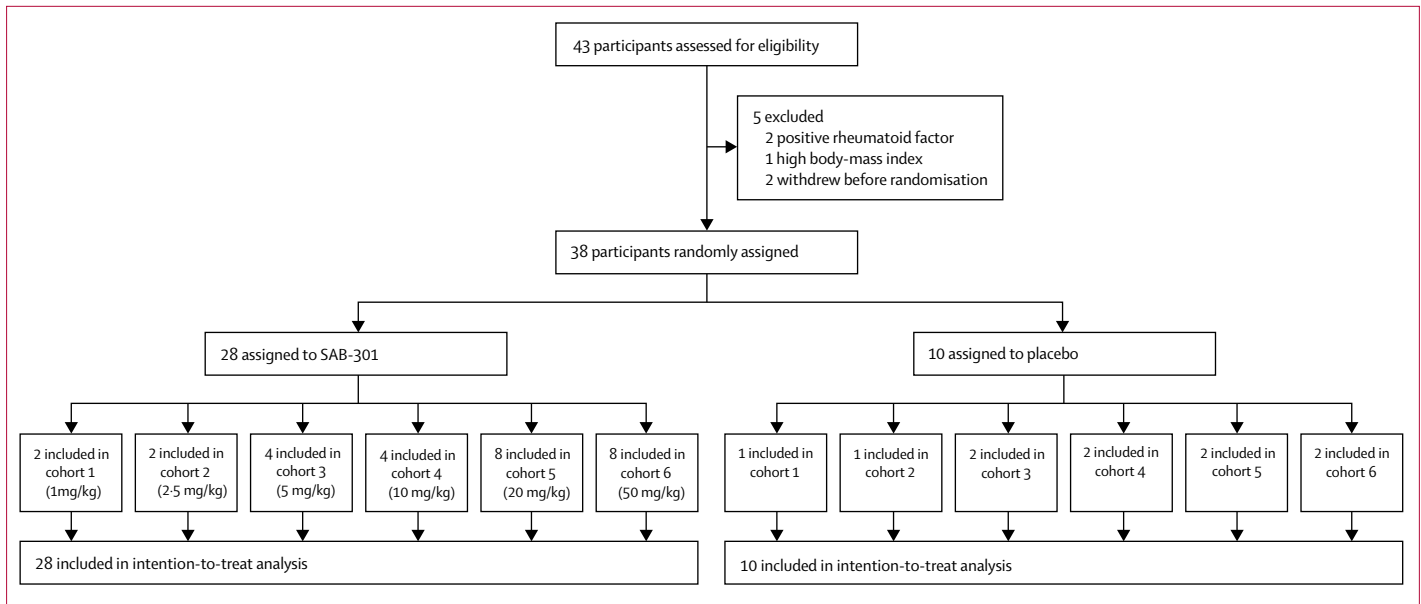 43 participants assessed for eligibility
5 excluded
2 positive rheumatoid factor
1 high body-mass index
2 withdrew before randomisation
38 participants randomly assigned
28 assigned to SAB-301
10 assigned to placebo
2 included in
cohort 1
(1mg/kg)
2 included in
cohort 2
(2·5 mg/kg)
4 included in
cohort 3
(5 mg/kg)
4 included in
cohort 4
(10 mg/kg)
8 included in
cohort 5
(20 mg/kg)
8 included in
cohort 6
(50 mg/kg)
1 included in
cohort 1
1 included in
cohort 2
2 included in
cohort 3
2 included in
cohort 4
2 included in
cohort 5
2 included in
cohort 6
28 included in intention-to-treat analysis
10 included in intention-to-treat analysis